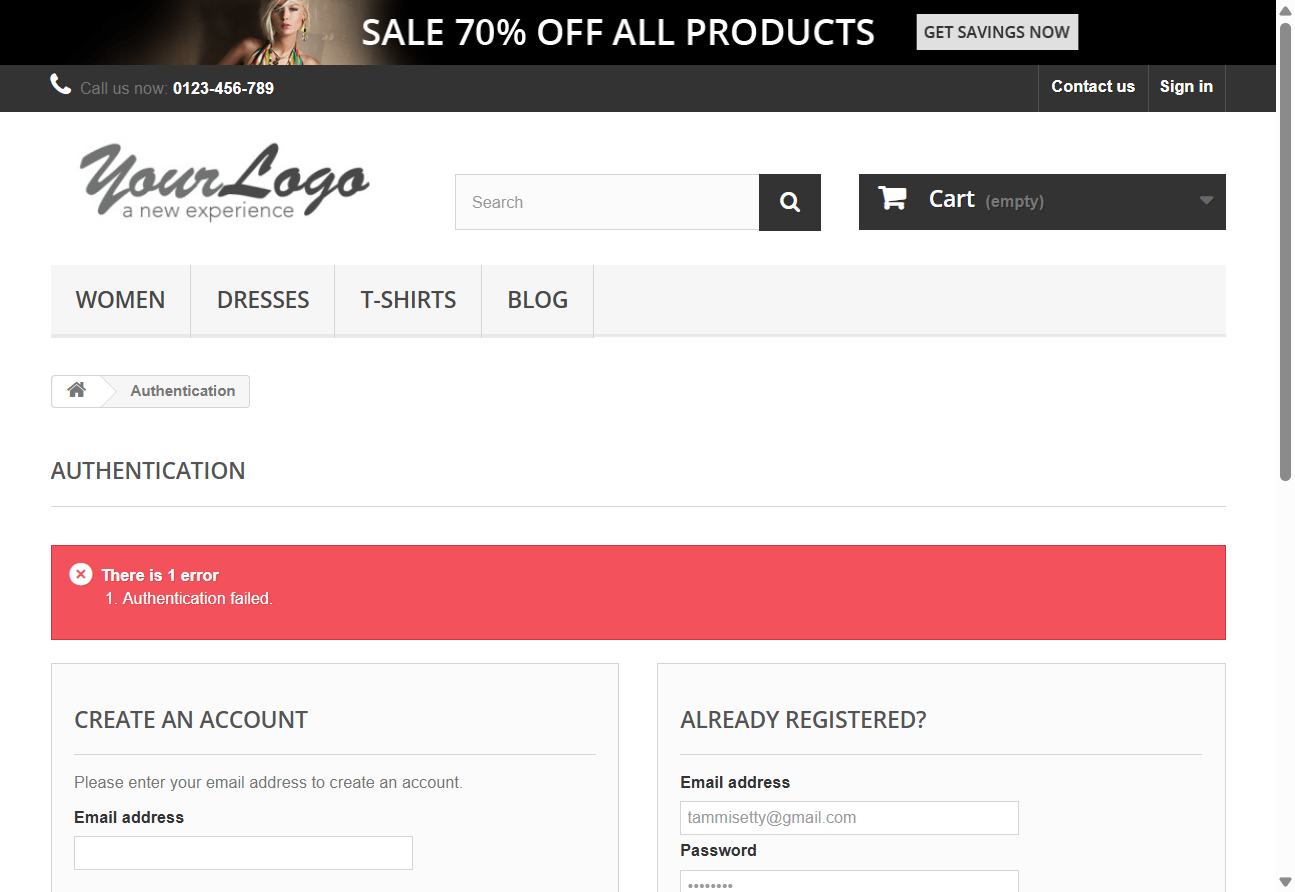 SALE 70% OFF ALL PRODUCTS GET SAVINGS NOW
Call us now: 0123-456-789 Contact us Sign in
Your Logo
a new experience
Search
Cart (empty)
WOMEN DRESSES T-SHIRTS BLOG
Authentication
AUTHENTICATION
There is 1 error
1. Authentication failed.
CREATE AN ACCOUNT
Please enter your email address to create an account.
Email address
ALREADY REGISTERED?
Email address
tammisetty@gmail.com
Password
••••••••